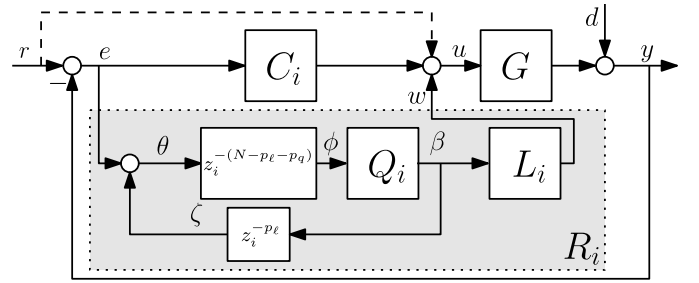 d
r e u y
C_i G
− w
θ z_i^{-(N-p_ℓ-p_q)} ϕ Q_i β L_i
ζ z_i^{-p_ℓ} R_i